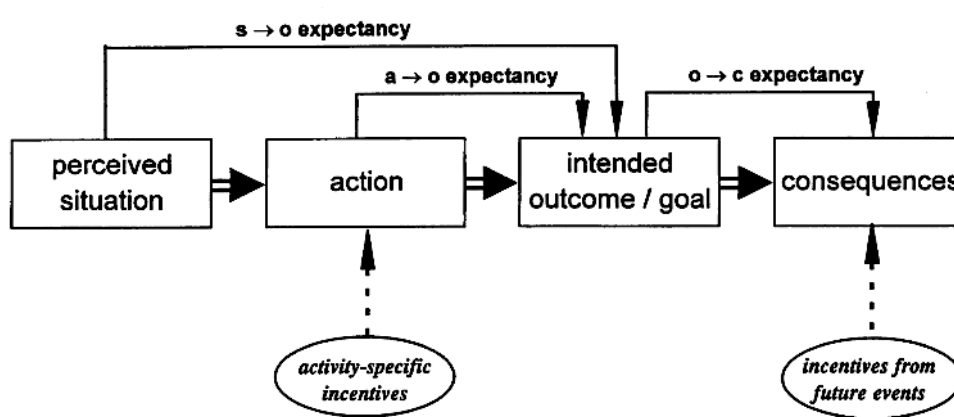 s → o expectancy
a → o expectancy
o → c expectancy
perceived
situation
action
intended
outcome / goal
consequences
activity-specific
incentives
incentives from
future events